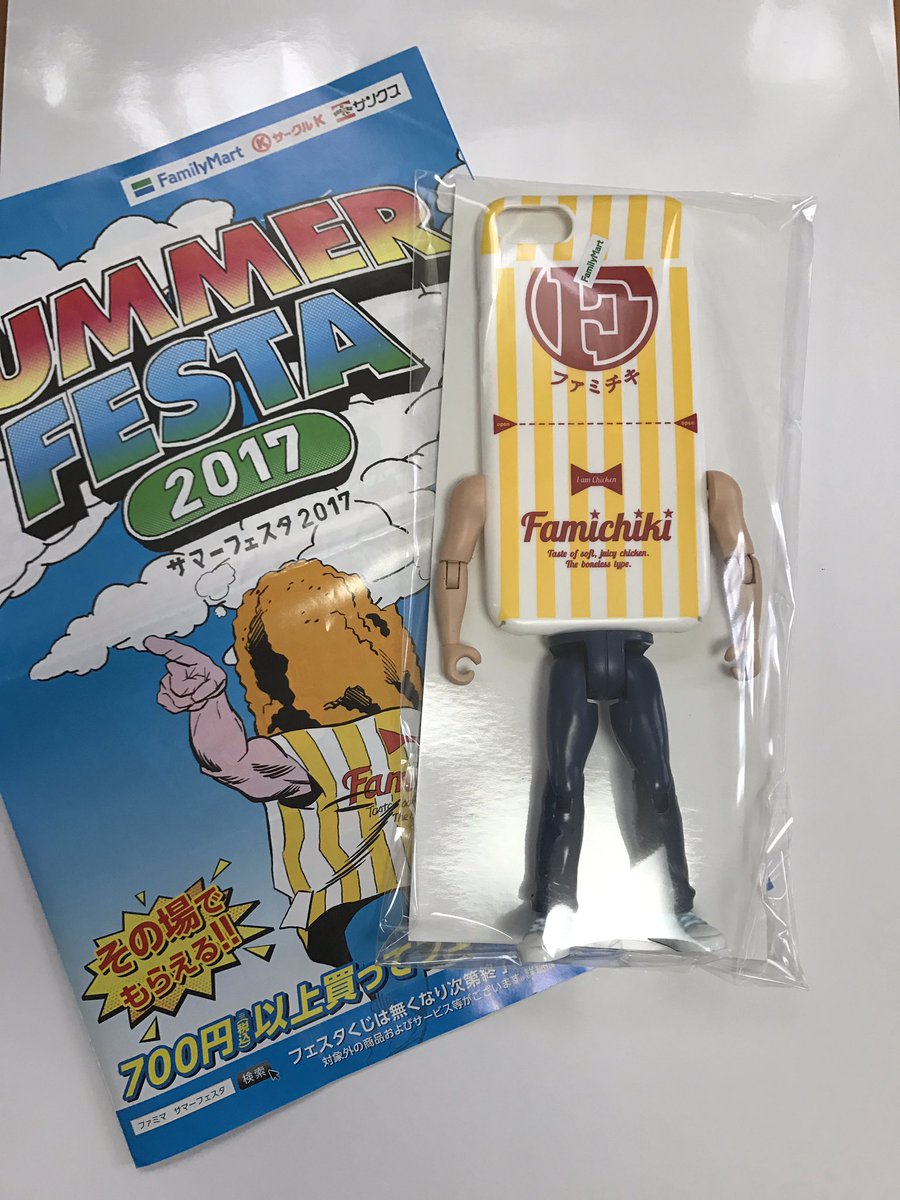 FamilyMart K サークルK サンクス
UMMER
FESTA
2017
サマーフェスタ2017
Fam
その場で
もらえる!!
700円(税込)以上買って
フェスタくじは無くなり次第終了
対象外の商品およびサービス等がございます。
ファミマ サマーフェスタ 検索
FamilyMart
F
ファミチキ
open open
I am Chicken
Famichiki
Taste of soft, juicy chicken.
The boneless type.